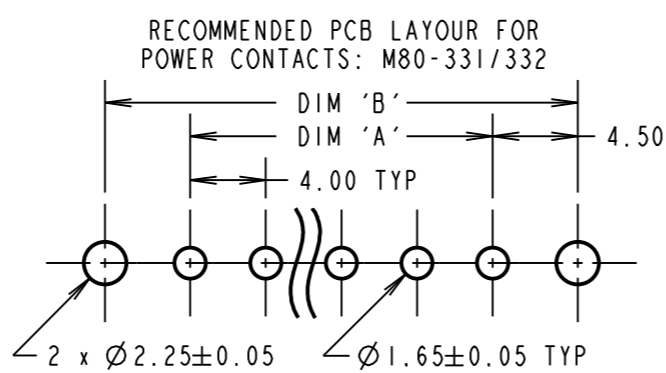 RECOMMENDED PCB LAYOUR FOR
POWER CONTACTS: M80-331/332
DIM 'B'
DIM 'A'
4.50
4.00 TYP
2 x Ø2.25±0.05
Ø1.65±0.05 TYP